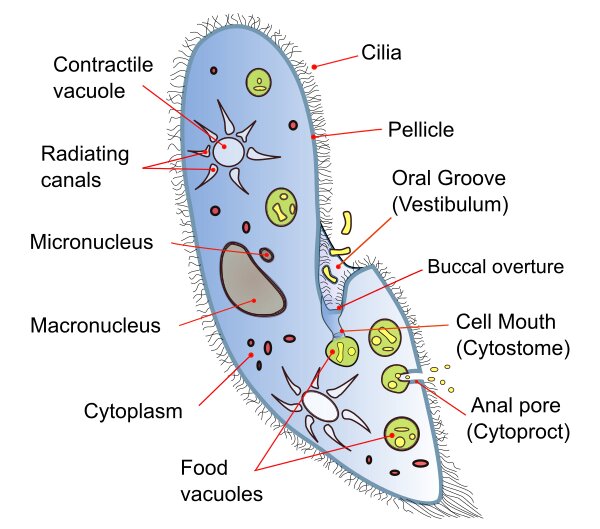 Cilia
Contractile
vacuole
Pellicle
Radiating
canals
Oral Groove
(Vestibulum)
Micronucleus
Buccal overture
Macronucleus
Cell Mouth
(Cytostome)
Cytoplasm
Anal pore
(Cytoproct)
Food
vacuoles